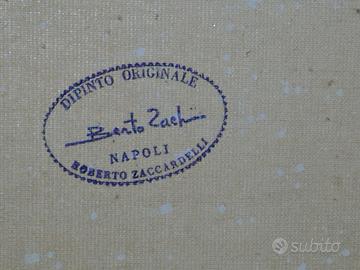 DIPINTO ORIGINALE
Berto Zach
NAPOLI
ROBERTO ZACCARDELLI
subito